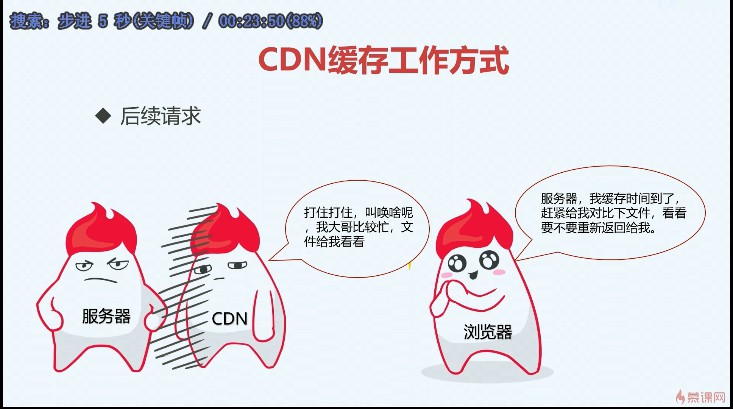 搜索: 步进 5 秒(关键帧) / 00:23:50(88%)
CDN缓存工作方式
◆ 后续请求
打住打住，叫唤啥呢
，我大哥比较忙，文
件给我看看
服务器，我缓存时间到了，
赶紧给我对比下文件，看看
要不要重新返回给我。
服务器
CDN
浏览器
慕课网